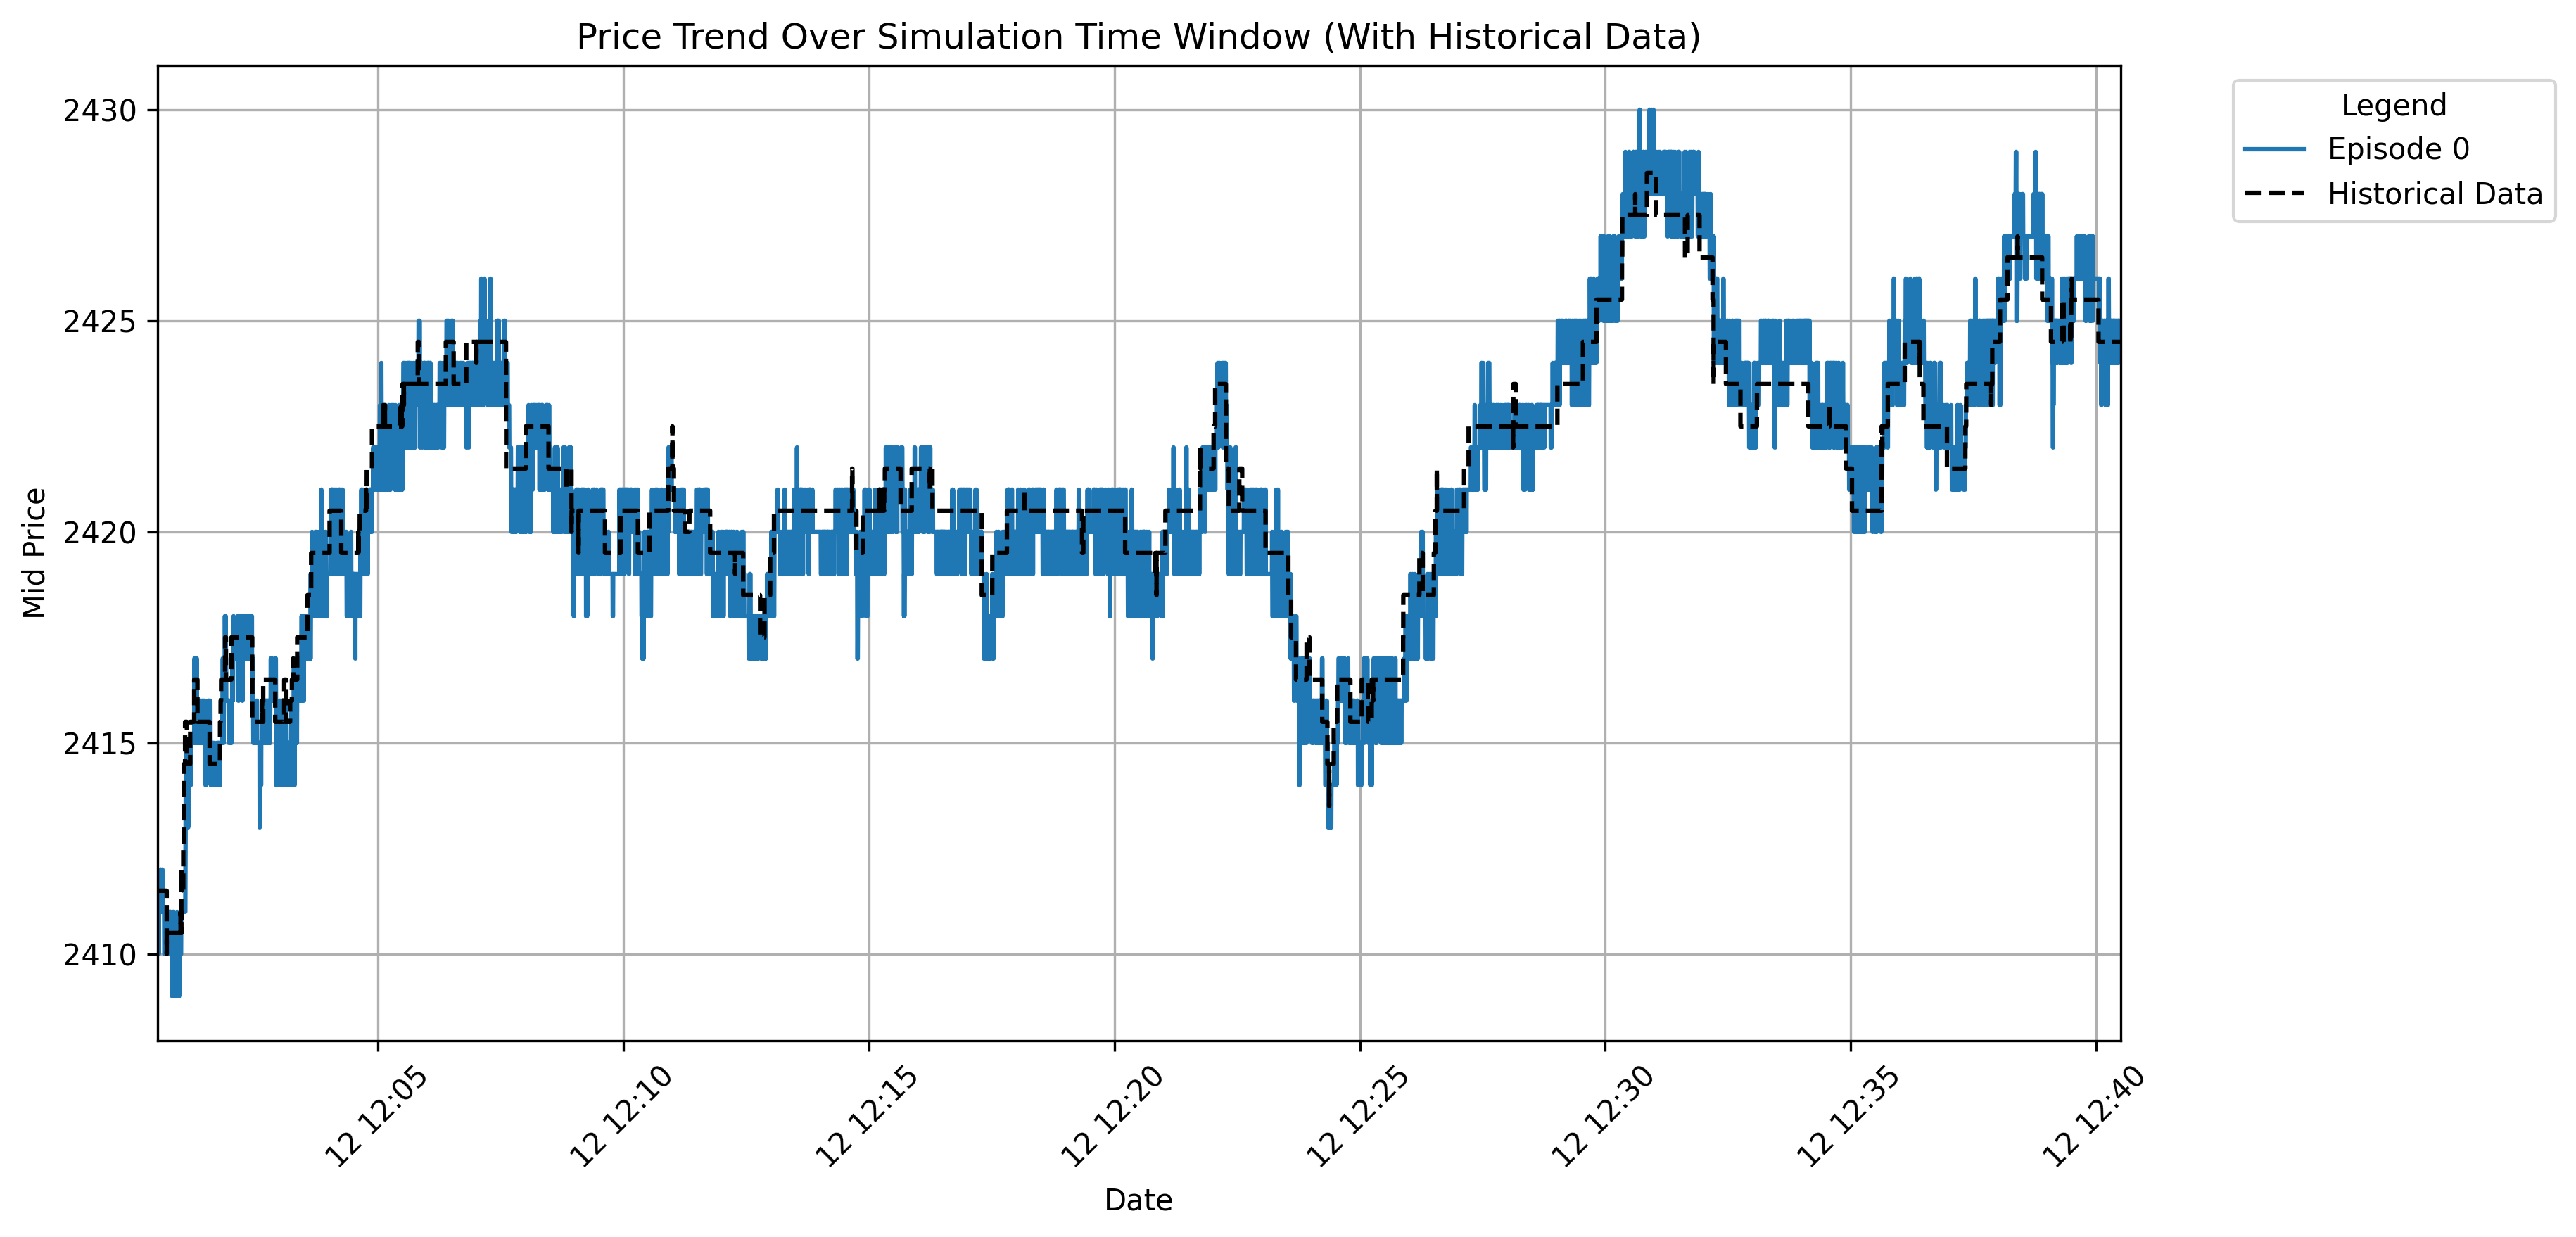 Price Trend Over Simulation Time Window (With Historical Data)
Legend
Episode 0
Historical Data
Mid Price
2430
2425
2420
2415
2410
12 12:05
12 12:10
12 12:15
12 12:20
12 12:25
12 12:30
12 12:35
12 12:40
Date